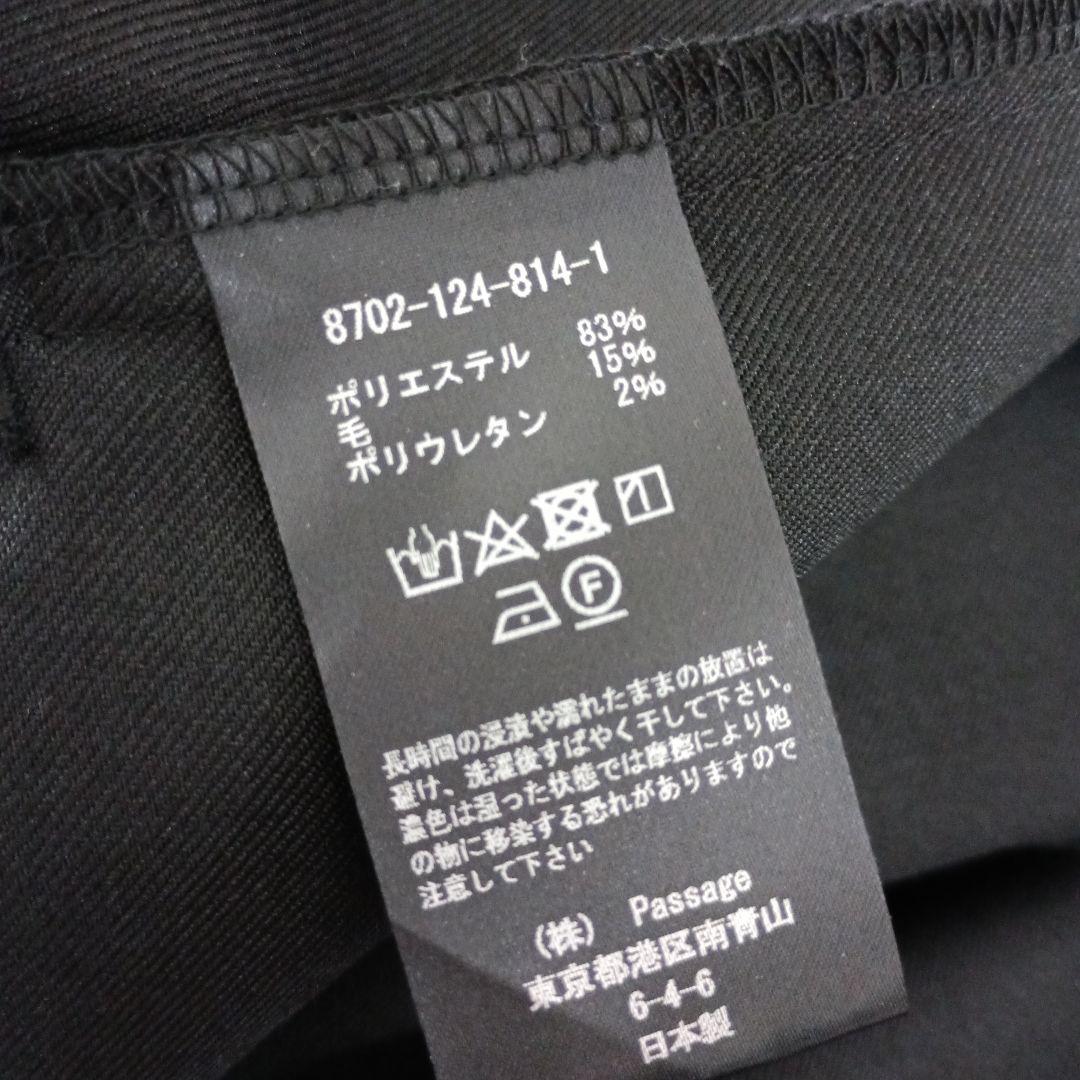 8702-124-814-1
ポリエステル 83%
毛 15%
ポリウレタン 2%
F
長時間の浸漬や濡れたままの放置は
避け、洗濯後すばやく干して下さい。
濃色は湿った状態では摩擦により他
の物に移染する恐れがありますので
注意して下さい
(株) Passage
東京都港区南青山
6-4-6
日本製